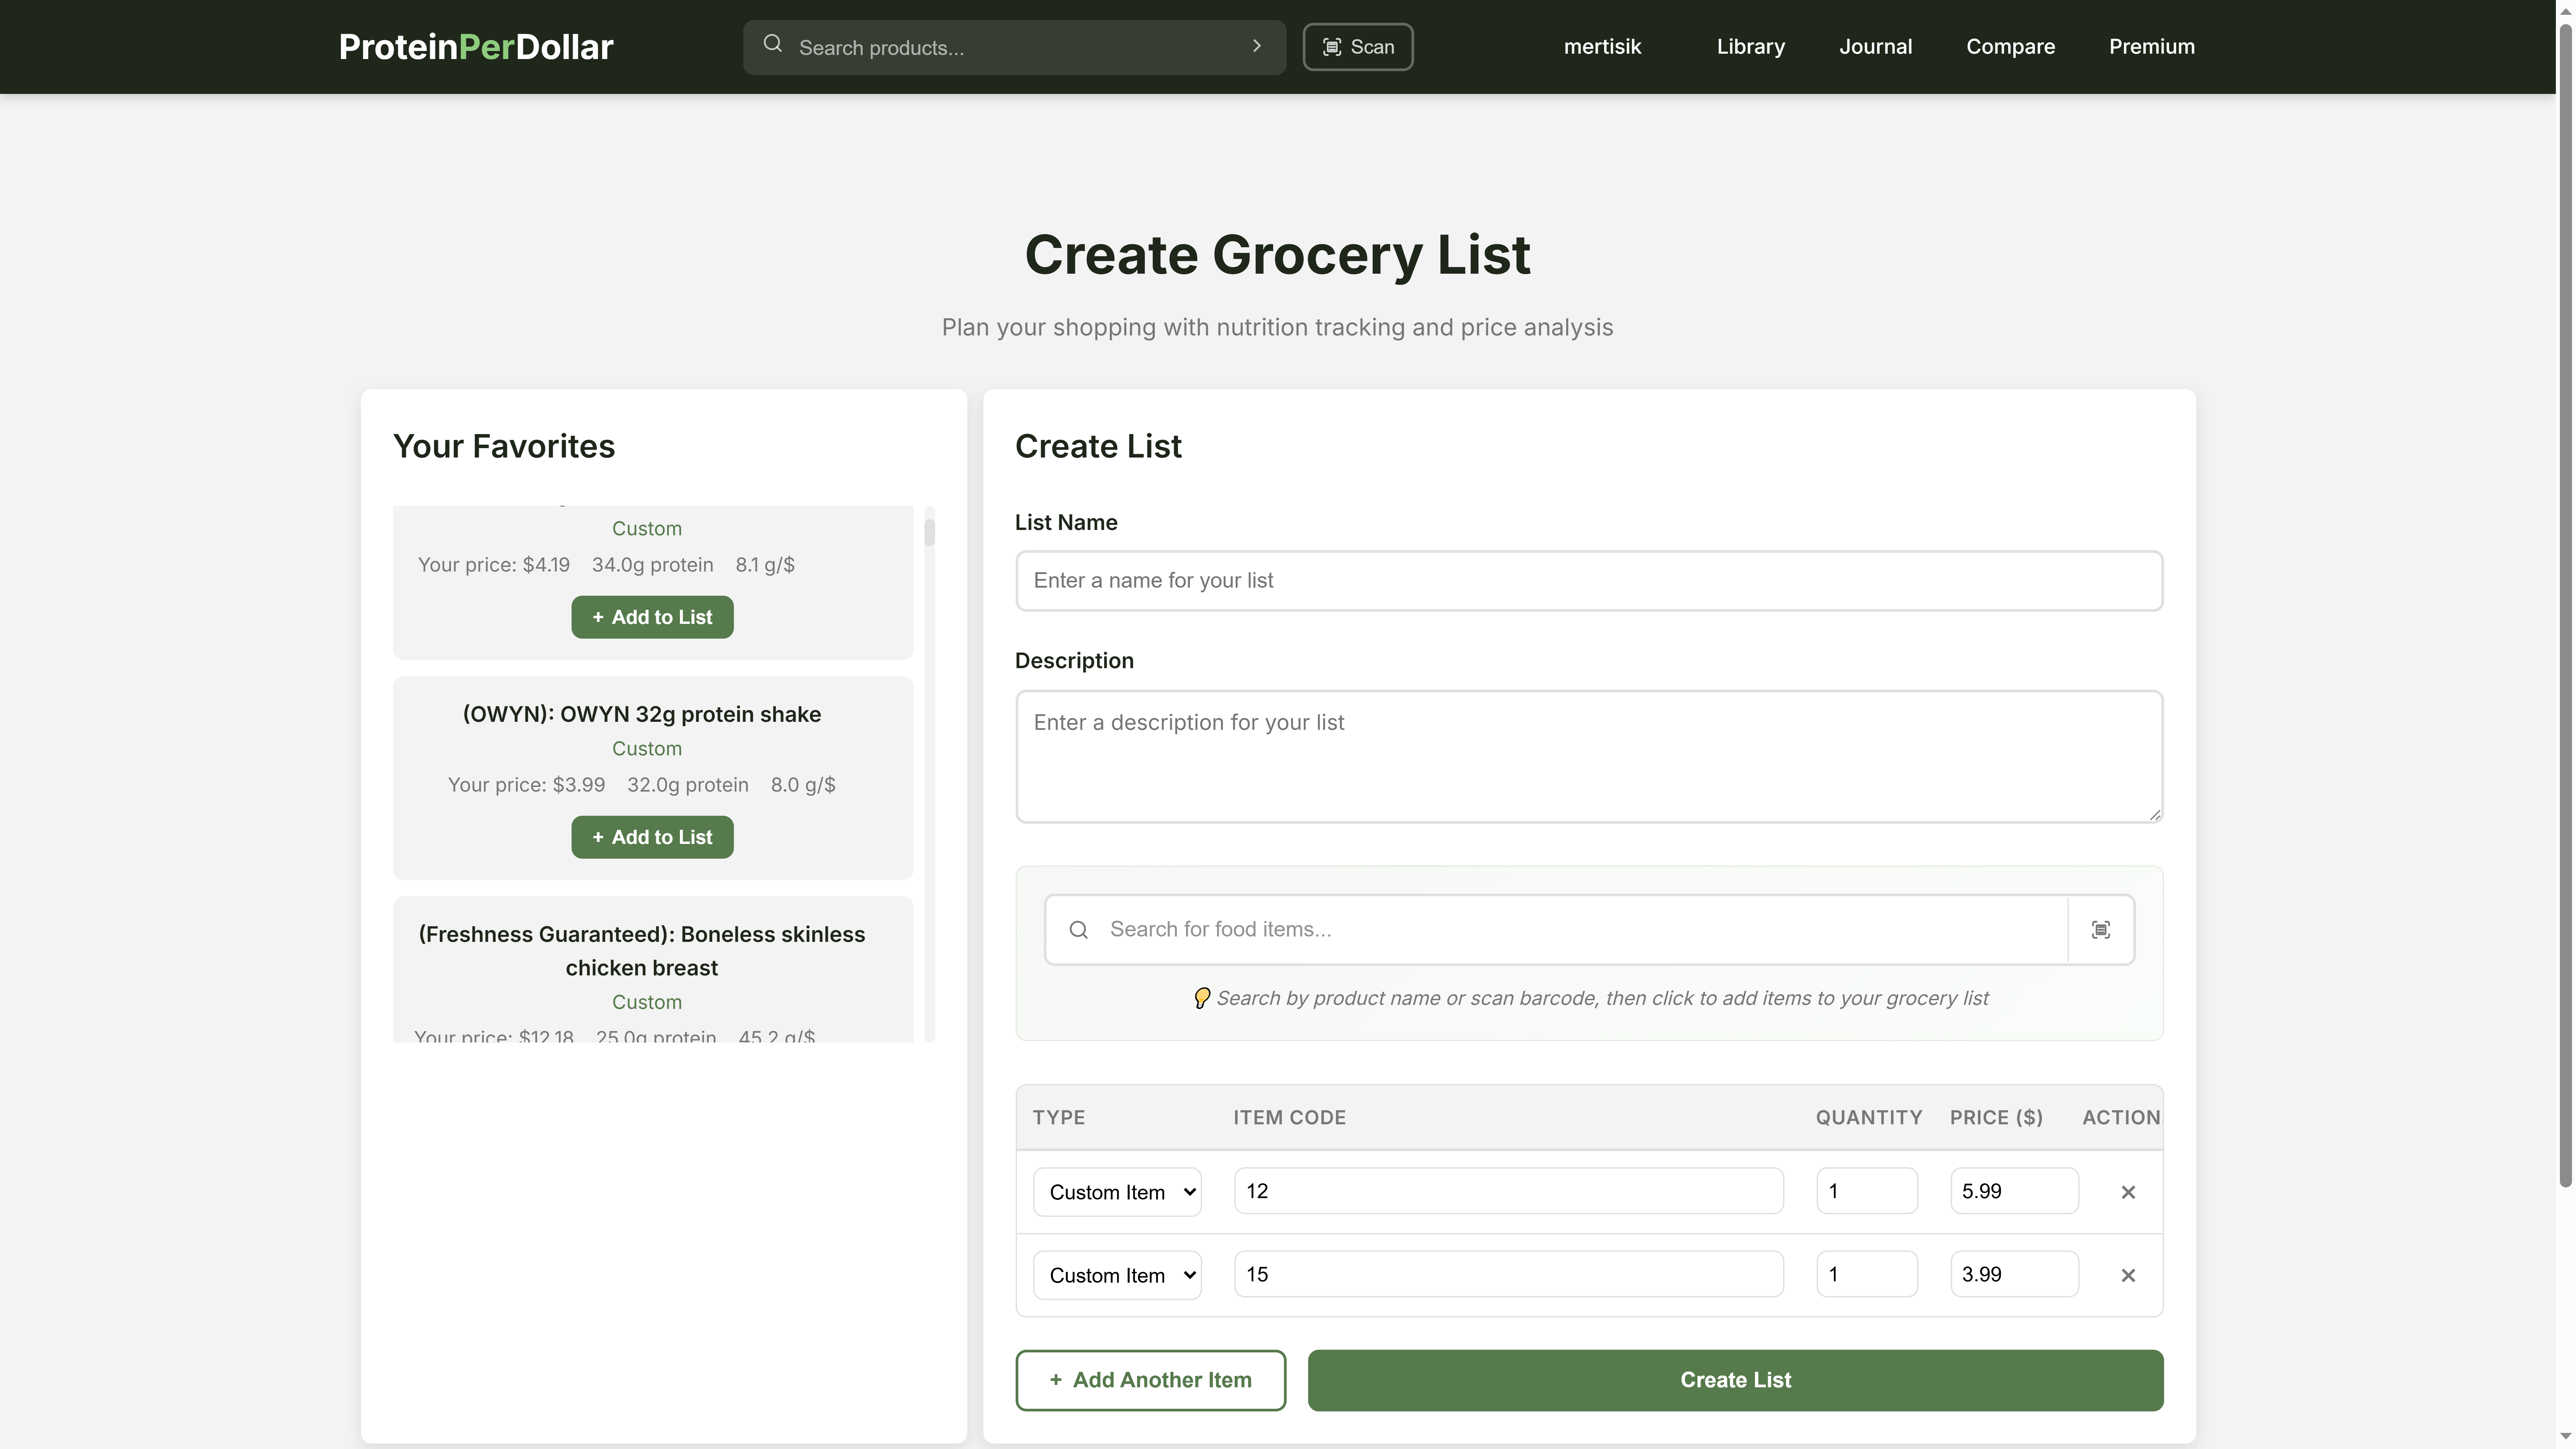 ProteinPerDollar
Search products...
Scan
mertisik
Library
Journal
Compare
Premium
Create Grocery List
Plan your shopping with nutrition tracking and price analysis
Your Favorites
Custom
Your price: $4.19 34.0g protein 8.1 g/$
+ Add to List
(OWYN): OWYN 32g protein shake
Custom
Your price: $3.99 32.0g protein 8.0 g/$
+ Add to List
(Freshness Guaranteed): Boneless skinless
chicken breast
Custom
Your price: $12.18 25.0g protein 45.2 g/$
Create List
List Name
Enter a name for your list
Description
Enter a description for your list
Search for food items...
Search by product name or scan barcode, then click to add items to your grocery list
TYPE ITEM CODE QUANTITY PRICE ($) ACTION
Custom Item 12 1 5.99 ×
Custom Item 15 1 3.99 ×
+ Add Another Item
Create List